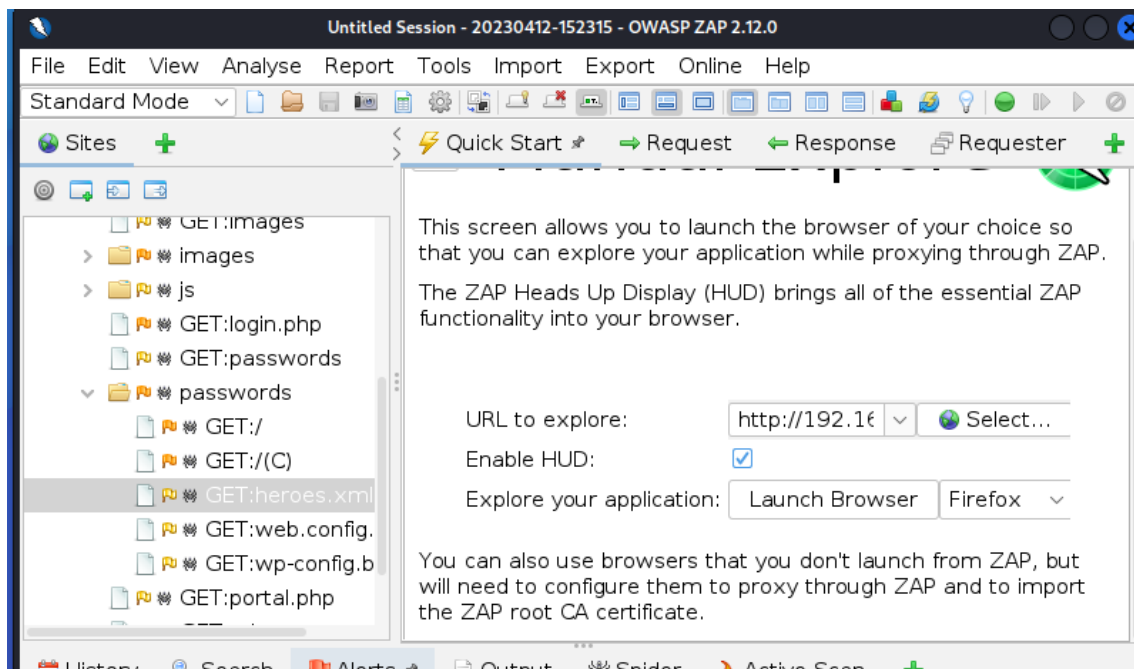 Untitled Session - 20230412-152315 - OWASP ZAP 2.12.0
File Edit View Analyse Report Tools Import Export Online Help
Standard Mode
Sites
Quick Start Request Response Requester
GET:images
images
js
GET:login.php
GET:passwords
passwords
GET:/
GET:/(C)
GET:heroes.xml
GET:web.config.
GET:wp-config.b
GET:portal.php
This screen allows you to launch the browser of your choice so
that you can explore your application while proxying through ZAP.
The ZAP Heads Up Display (HUD) brings all of the essential ZAP
functionality into your browser.
URL to explore: http://192.16 Select...
Enable HUD:
Explore your application: Launch Browser Firefox
You can also use browsers that you don't launch from ZAP, but
will need to configure them to proxy through ZAP and to import
the ZAP root CA certificate.
History Search Alerts Output Spider Active Scan